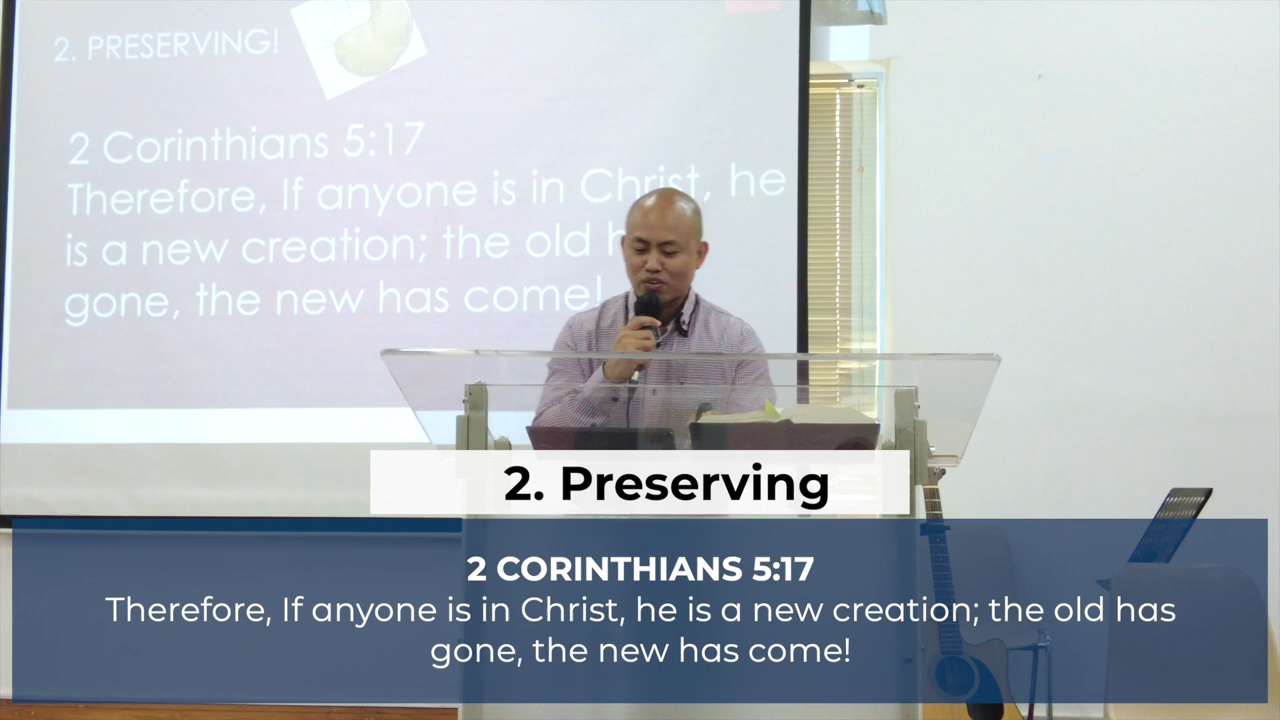 2. PRESERVING!
2 Corinthians 5:17
Therefore, If anyone is in Christ, he
is a new creation; the old h
gone, the new has come!
2. Preserving
2 CORINTHIANS 5:17
Therefore, If anyone is in Christ, he is a new creation; the old has
gone, the new has come!